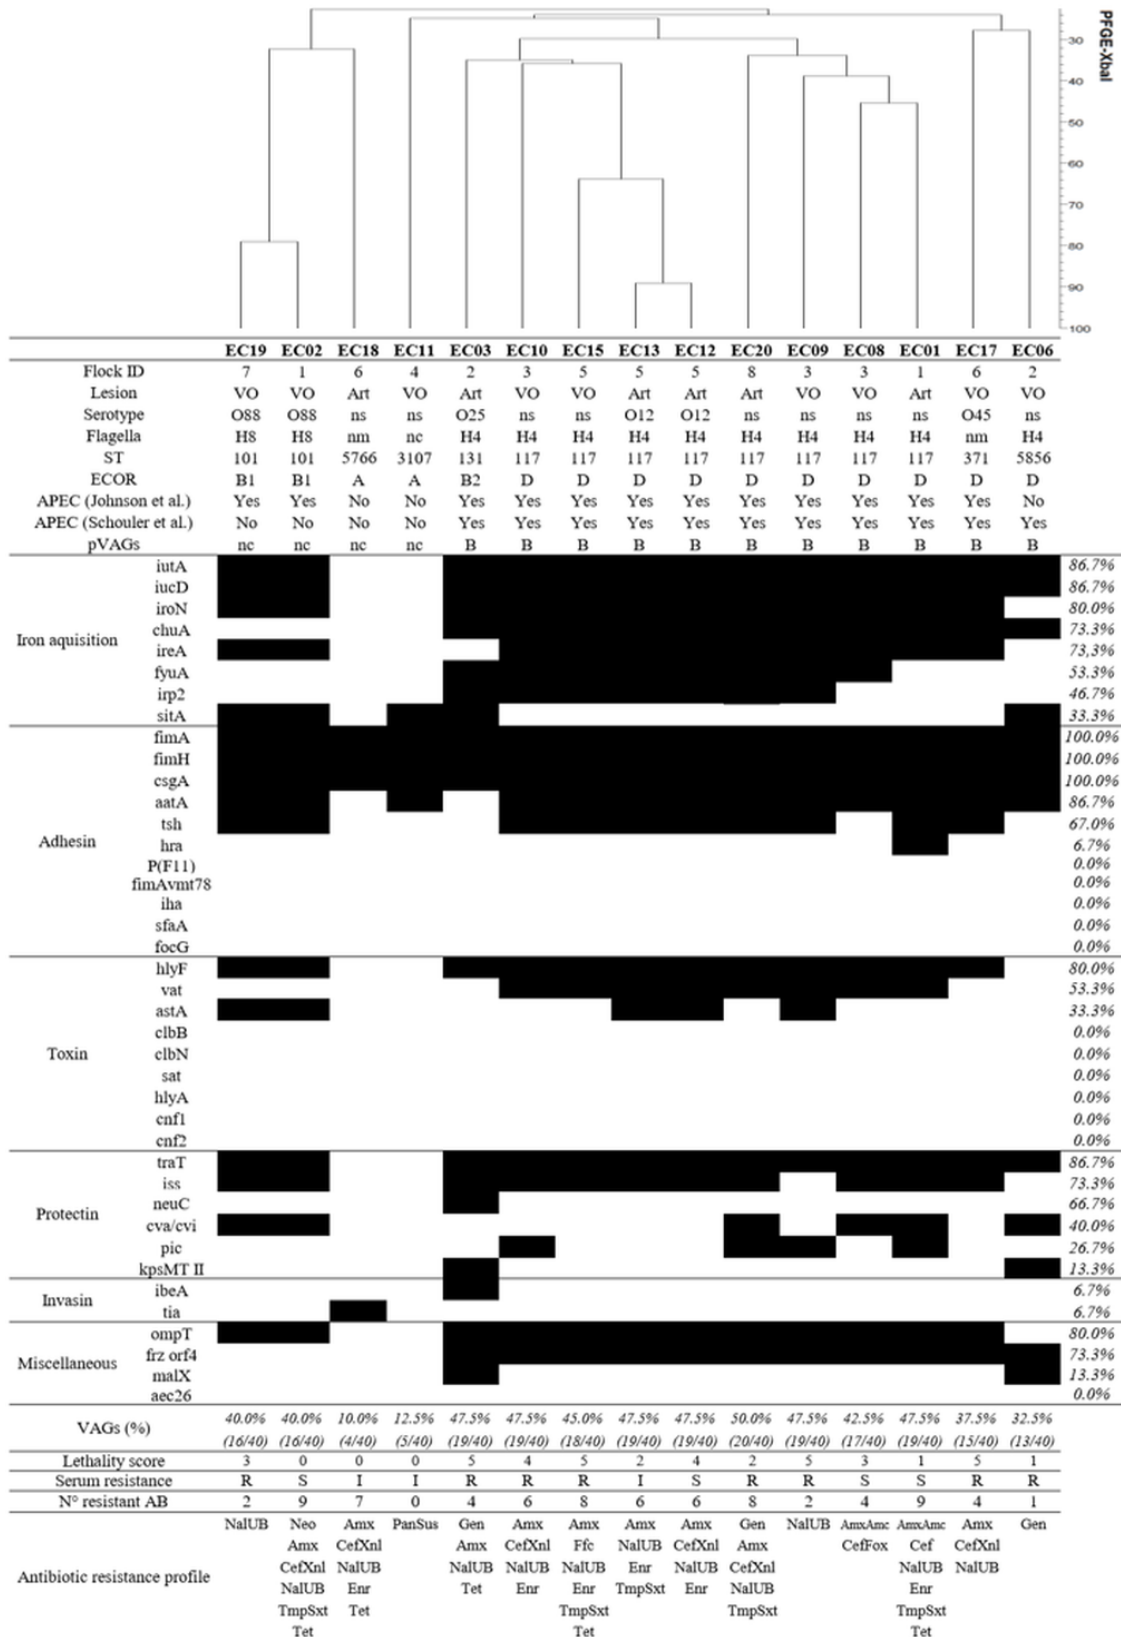 PFGE-XbaI
30
40
50
60
70
80
90
100
EC19 EC02 EC18 EC11 EC03 EC10 EC15 EC13 EC12 EC20 EC09 EC08 EC01 EC17 EC06
Flock ID 7 1 6 4 2 3 5 5 5 8 3 3 1 6 2
Lesion VO VO Art VO Art VO VO Art Art Art VO VO Art VO VO
Serotype O88 O88 ns ns O25 ns ns O12 O12 ns ns ns ns O45 ns
Flagella H8 H8 nm nc H4 H4 H4 H4 H4 H4 H4 H4 H4 nm H4
ST 101 101 5766 3107 131 117 117 117 117 117 117 117 117 371 5856
ECOR B1 B1 A A B2 D D D D D D D D D D
APEC (Johnson et al.) Yes Yes No No Yes Yes Yes Yes Yes Yes Yes Yes Yes Yes No
APEC (Schouler et al.) No No No No Yes Yes Yes Yes Yes Yes Yes Yes Yes Yes Yes
pVAGs nc nc nc nc B B B B B B B B B B B
Iron aquisition
iutA 86.7%
iucD 86.7%
iroN 80.0%
chuA 73.3%
ireA 73,3%
fyuA 53.3%
irp2 46.7%
sitA 33.3%
Adhesin
fimA 100.0%
fimH 100.0%
csgA 100.0%
aatA 86.7%
tsh 67.0%
hra 6.7%
P(F11) 0.0%
fimAvmt78 0.0%
iha 0.0%
sfaA 0.0%
focG 0.0%
Toxin
hlyF 80.0%
vat 53.3%
astA 33.3%
clbB 0.0%
clbN 0.0%
sat 0.0%
hlyA 0.0%
cnf1 0.0%
cnf2 0.0%
Protectin
traT 86.7%
iss 73.3%
neuC 66.7%
cva/cvi 40.0%
pic 26.7%
kpsMT II 13.3%
Invasin
ibeA 6.7%
tia 6.7%
Miscellaneous
ompT 80.0%
frz orf4 73.3%
malX 13.3%
aec26 0.0%
VAGs (%) 40.0% 40.0% 10.0% 12.5% 47.5% 47.5% 45.0% 47.5% 47.5% 50.0% 47.5% 42.5% 47.5% 37.5% 32.5%
(16/40) (16/40) (4/40) (5/40) (19/40) (19/40) (18/40) (19/40) (19/40) (20/40) (19/40) (17/40) (19/40) (15/40) (13/40)
Lethality score 3 0 0 0 5 4 5 2 4 2 5 3 1 5 1
Serum resistance R S I I R R R I S R R S S R R
N° resistant AB 2 9 7 0 4 6 8 6 6 8 2 4 9 4 1
Antibiotic resistance profile
NalUB Neo Amx PanSus Gen Amx Amx Amx Amx Gen NalUB AmxAmc AmxAmc Amx Gen
Amx CefXnl Amx CefXnl Ffc NalUB CefXnl Amx CefFox Cef CefXnl
CefXnl NalUB NalUB NalUB NalUB Enr NalUB CefXnl NalUB NalUB
NalUB Enr Tet Enr Enr TmpSxt Enr NalUB Enr
TmpSxt Tet TmpSxt TmpSxt TmpSxt
Tet Tet Tet